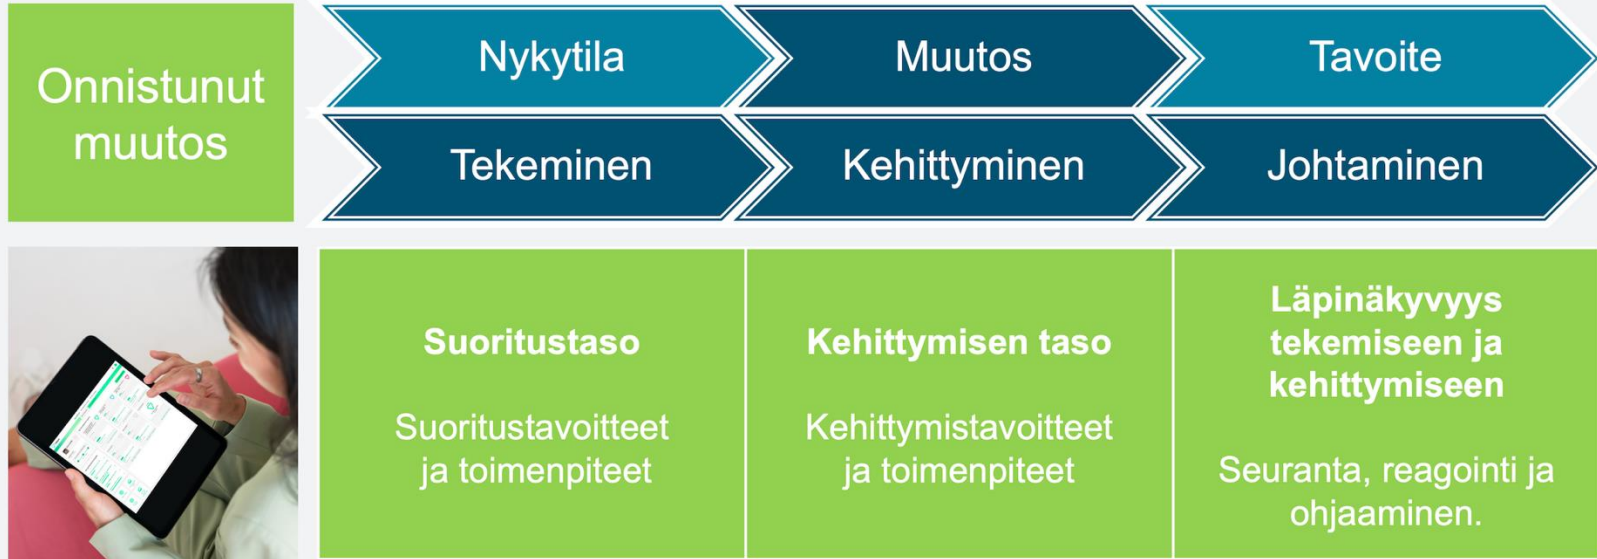 Onnistunut
muutos
Nykytila
Muutos
Tavoite
Tekeminen
Kehittyminen
Johtaminen
Suoritustaso
Suoritustavoitteet
ja toimenpiteet
Kehittymisen taso
Kehittymistavoitteet
ja toimenpiteet
Läpinäkyvyys
tekemiseen ja
kehittymiseen
Seuranta, reagointi ja
ohjaaminen.